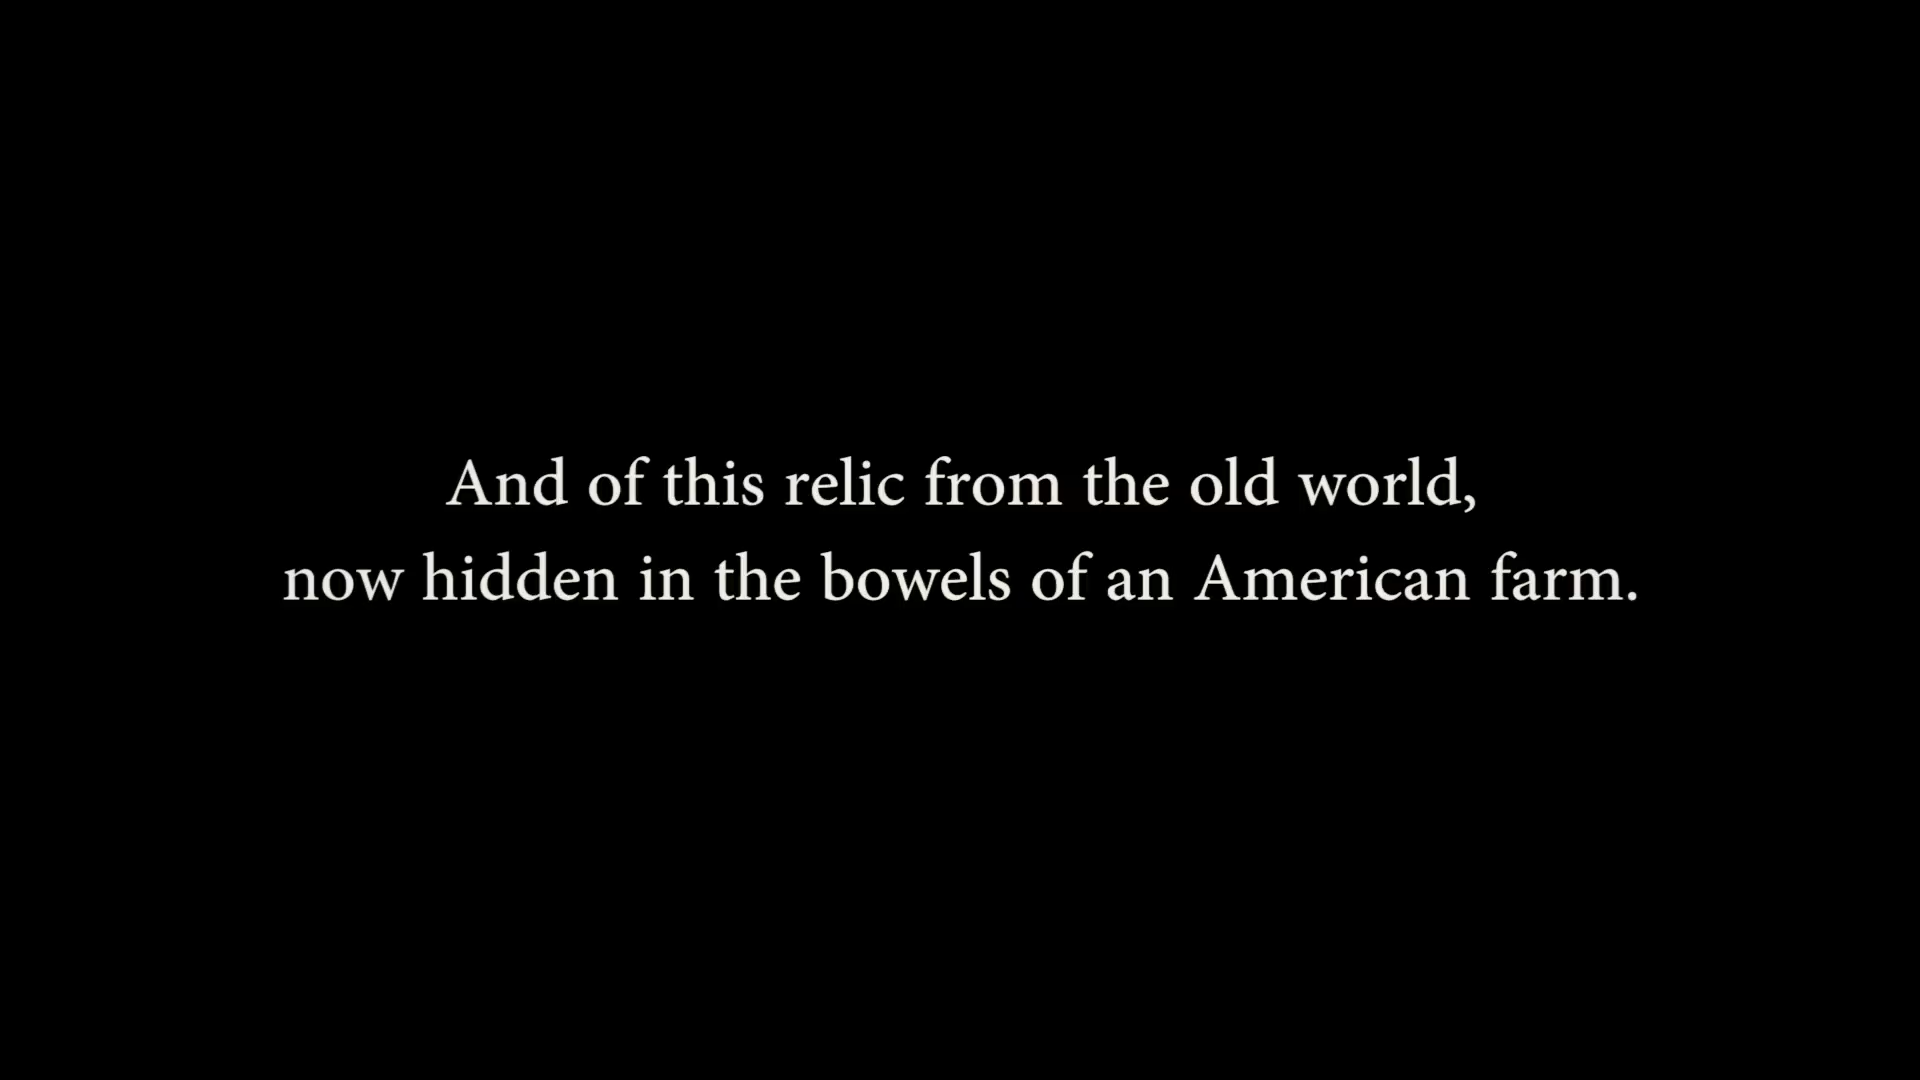 And of this relic from the old world,
now hidden in the bowels of an American farm.